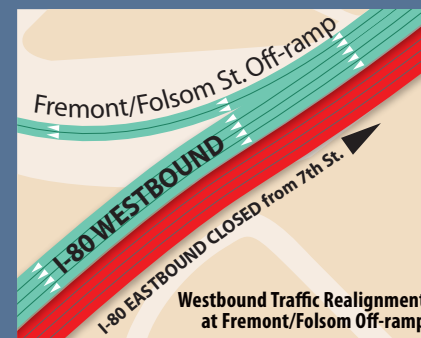 Fremont/Folsom St. Off-ramp
I-80 WESTBOUND
I-80 EASTBOUND CLOSED from 7th St.
Westbound Traffic Realignment
at Fremont/Folsom Off-ramp